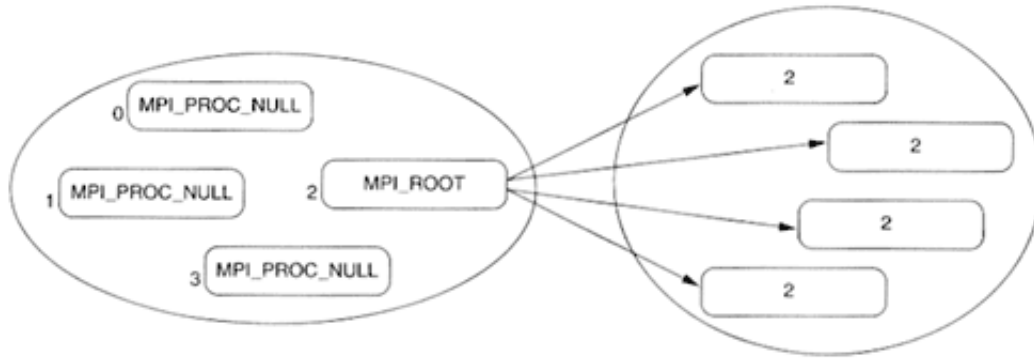 0 MPI_PROC_NULL
1 MPI_PROC_NULL
2 MPI_ROOT
3 MPI_PROC_NULL
2
2
2
2